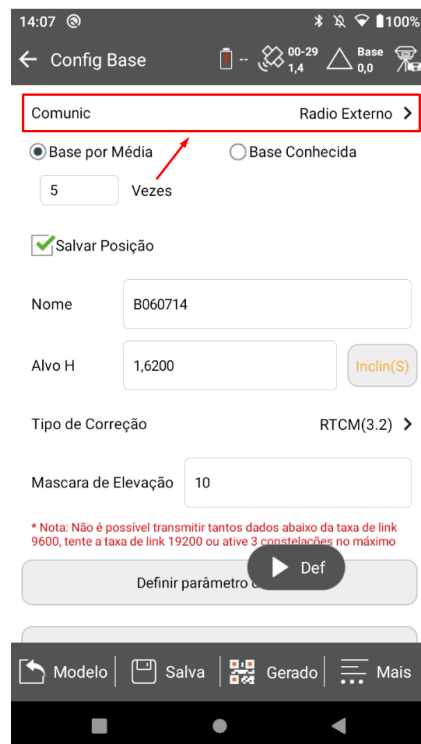 14:07 100%
Config Base -- 00-29 1,4 Base 0,0
Comunic Radio Externo
Base por Média Base Conhecida
5 Vezes
Salvar Posição
Nome B060714
Alvo H 1,6200 Inclin(S)
Tipo de Correção RTCM(3.2)
Mascara de Elevação 10
* Nota: Não é possível transmitir tantos dados abaixo da taxa de link
9600, tente a taxa de link 19200 ou ative 3 constelações no máximo
Definir parâmetro
Def
Modelo Salva Gerado Mais